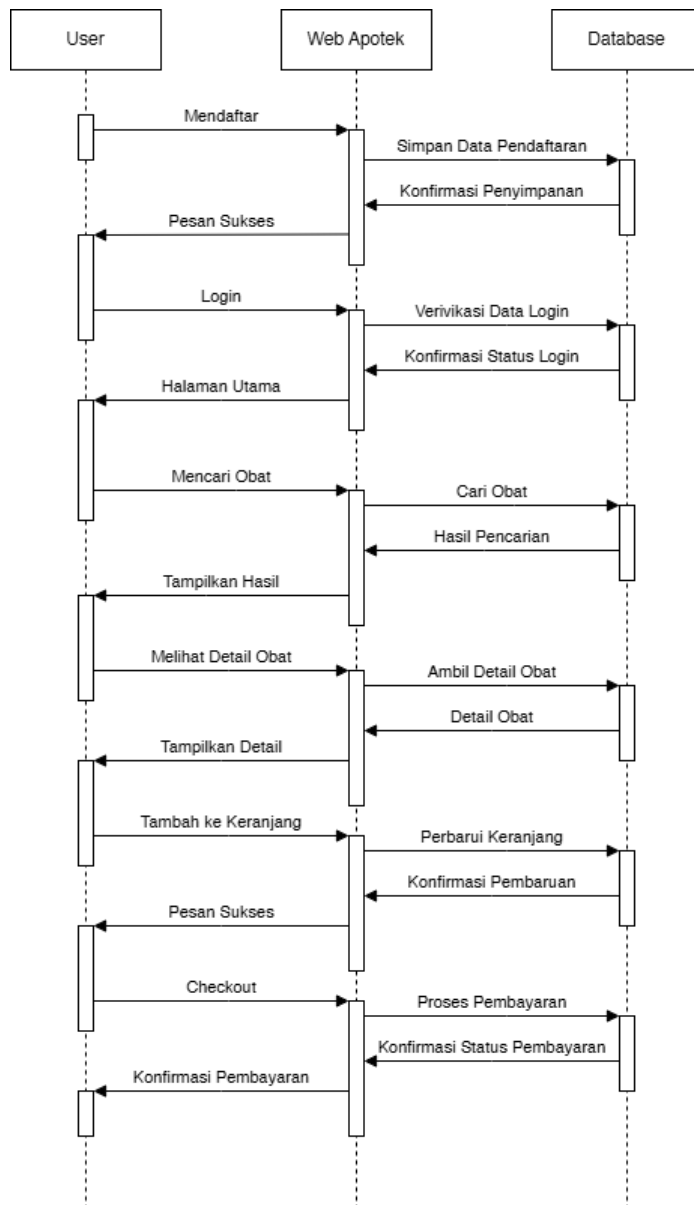 User
Web Apotek
Database
Mendaftar
Simpan Data Pendaftaran
Konfirmasi Penyimpanan
Pesan Sukses
Login
Verivikasi Data Login
Konfirmasi Status Login
Halaman Utama
Mencari Obat
Cari Obat
Hasil Pencarian
Tampilkan Hasil
Melihat Detail Obat
Ambil Detail Obat
Detail Obat
Tampilkan Detail
Tambah ke Keranjang
Perbarui Keranjang
Konfirmasi Pembaruan
Pesan Sukses
Checkout
Proses Pembayaran
Konfirmasi Status Pembayaran
Konfirmasi Pembayaran